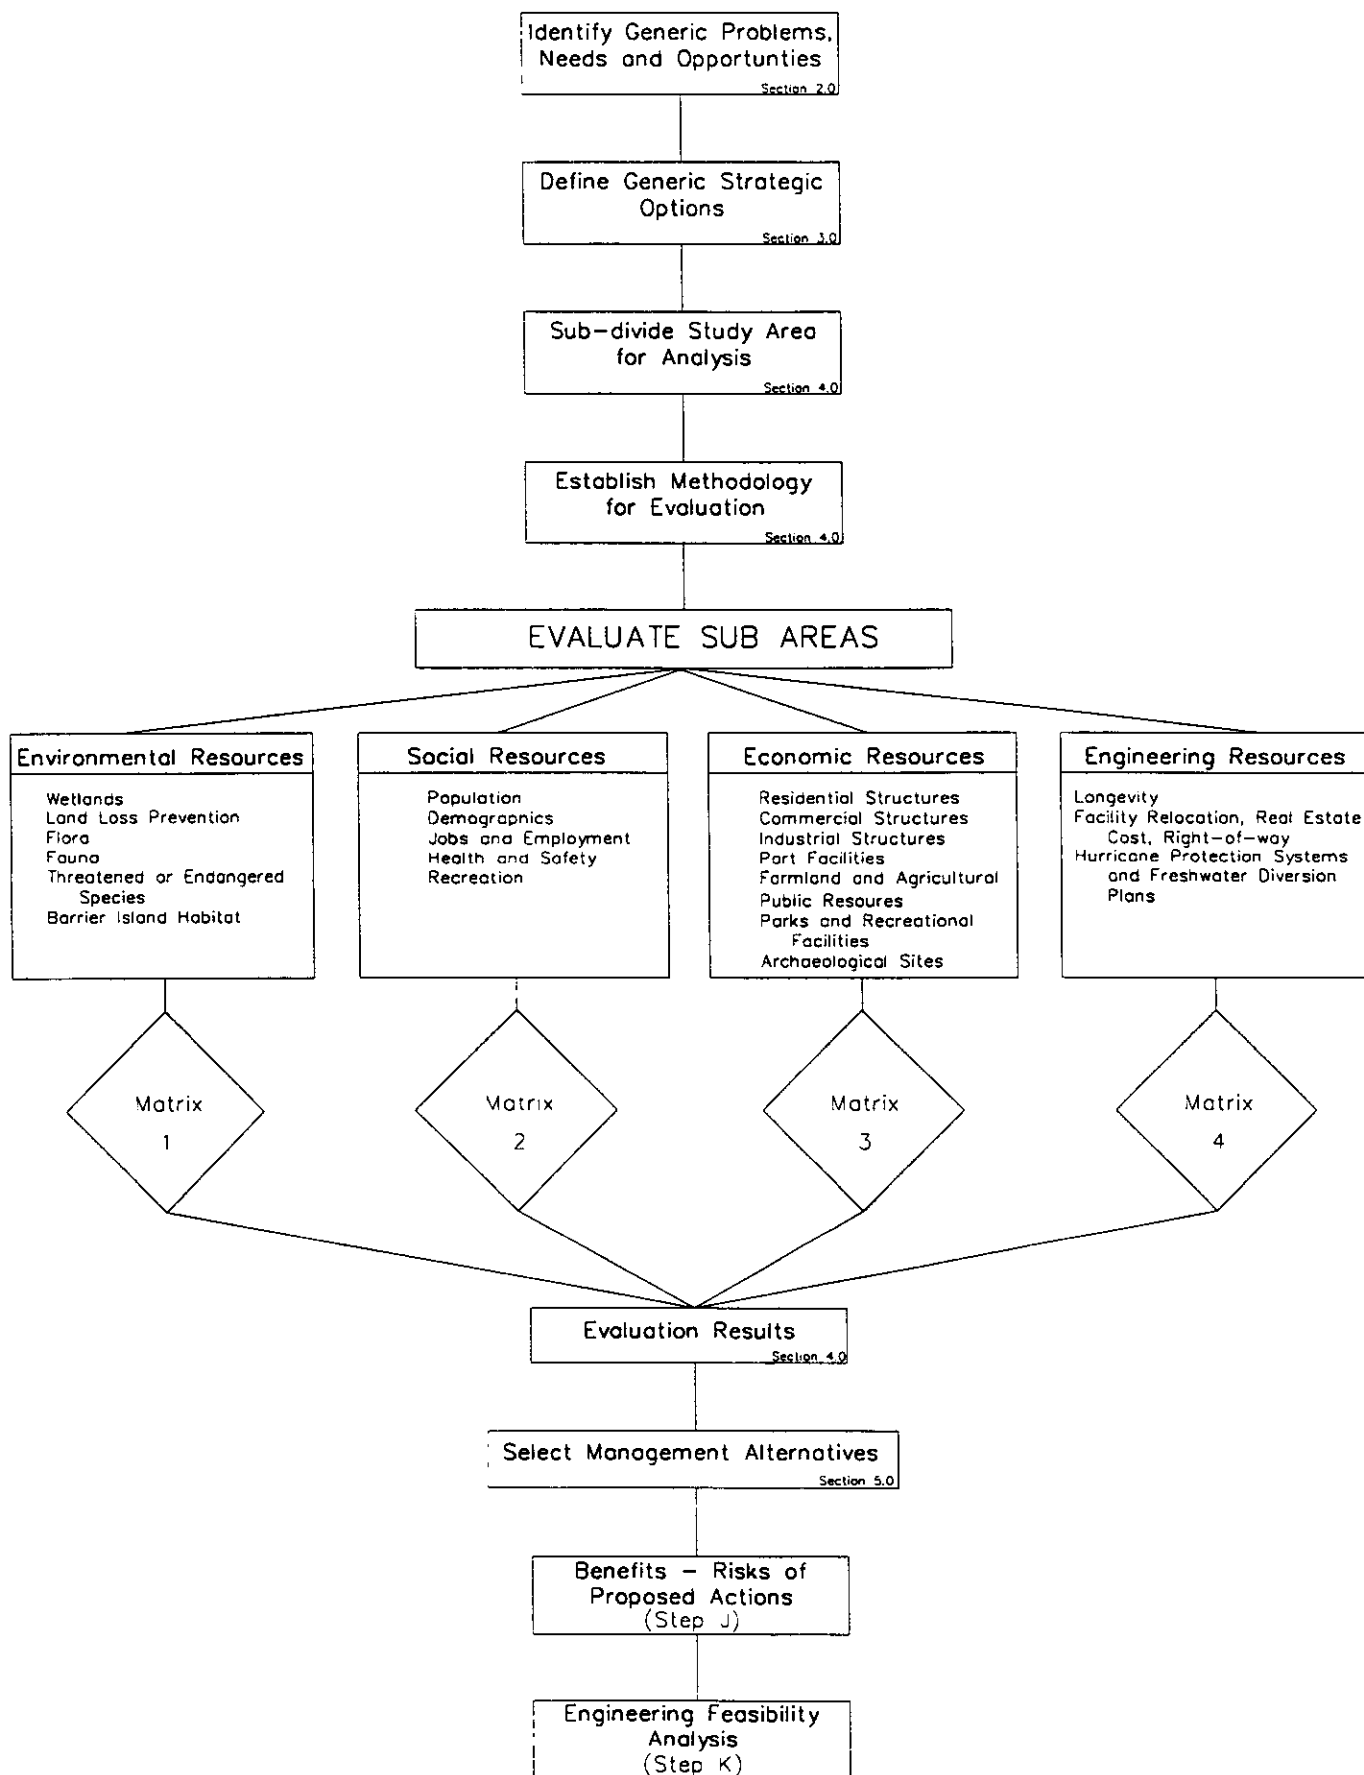 Identify Generic Problems,
Needs and Opportunties
Section 2.0
Define Generic Strategic
Options
Section 3.0
Sub-divide Study Area
for Analysis
Section 4.0
Establish Methodology
for Evaluation
Section 4.0
EVALUATE SUB AREAS
Environmental Resources
Wetlands
Land Loss Prevention
Flora
Fauna
Threatened or Endangered
Species
Barrier Island Habitat
Social Resources
Population
Demographics
Jobs and Employment
Health and Safety
Recreation
Economic Resources
Residential Structures
Commercial Structures
Industrial Structures
Port Facilities
Farmland and Agricultural
Public Resoures
Parks and Recreational
Facilities
Archaeological Sites
Engineering Resources
Longevity
Facility Relocation, Real Estate
Cost, Right-of-way
Hurricane Protection Systems
and Freshwater Diversion
Plans
Matrix
1
Matrix
2
Matrix
3
Matrix
4
Evaluation Results
Section 4.0
Select Management Alternatives
Section 5.0
Benefits - Risks of
Proposed Actions
(Step J)
Engineering Feasibility
Analysis
(Step K)